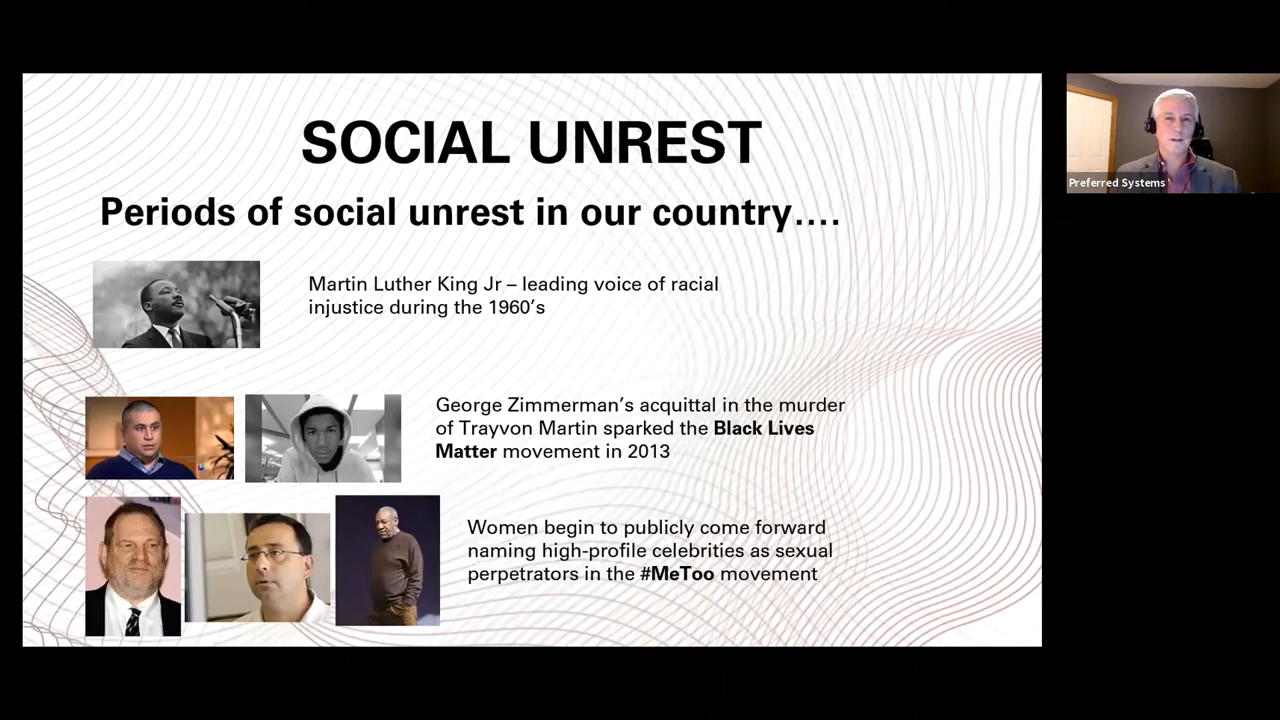 SOCIAL UNREST
Periods of social unrest in our country….
Martin Luther King Jr – leading voice of racial
injustice during the 1960’s
George Zimmerman’s acquittal in the murder
of Trayvon Martin sparked the Black Lives
Matter movement in 2013
Women begin to publicly come forward
naming high-profile celebrities as sexual
perpetrators in the #MeToo movement
Preferred Systems